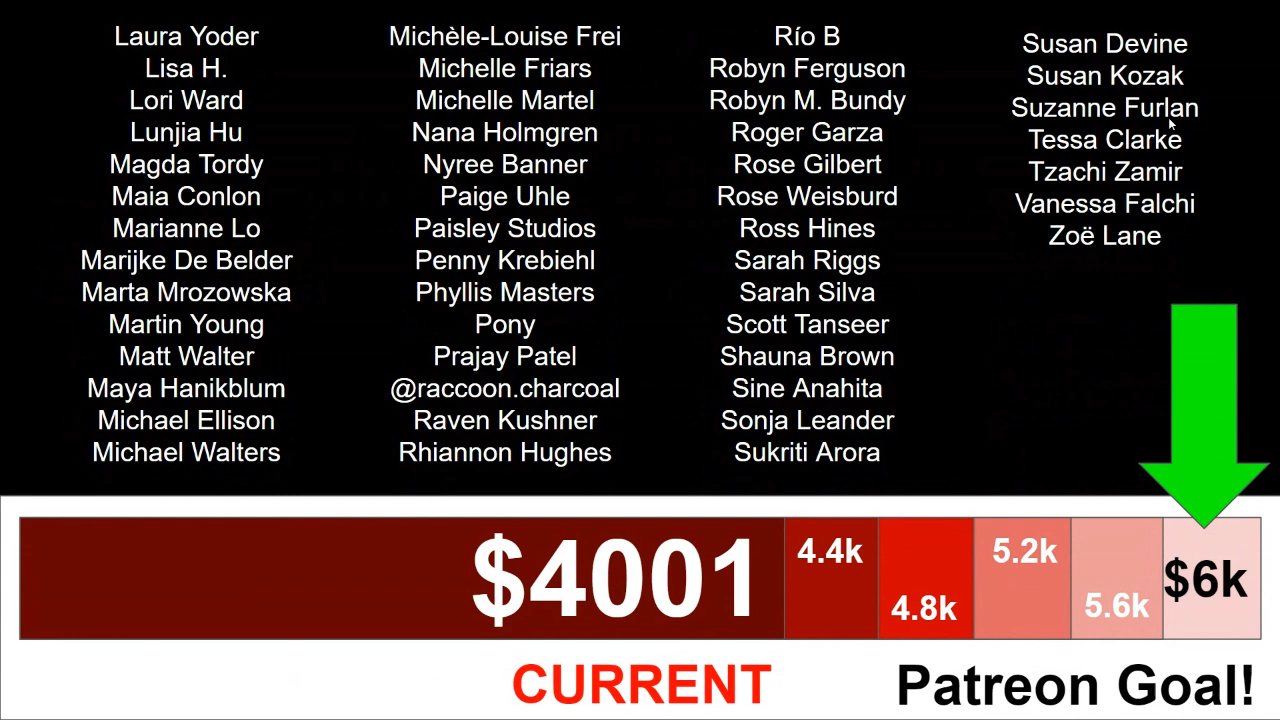 Laura Yoder
Lisa H.
Lori Ward
Lunjia Hu
Magda Tordy
Maia Conlon
Marianne Lo
Marijke De Belder
Marta Mrozowska
Martin Young
Matt Walter
Maya Hanikblum
Michael Ellison
Michael Walters
Michèle-Louise Frei
Michelle Friars
Michelle Martel
Nana Holmgren
Nyree Banner
Paige Uhle
Paisley Studios
Penny Krebiehl
Phyllis Masters
Pony
Prajay Patel
@raccoon.charcoal
Raven Kushner
Rhiannon Hughes
Río B
Robyn Ferguson
Robyn M. Bundy
Roger Garza
Rose Gilbert
Rose Weisburd
Ross Hines
Sarah Riggs
Sarah Silva
Scott Tanseer
Shauna Brown
Sine Anahita
Sonja Leander
Sukriti Arora
Susan Devine
Susan Kozak
Suzanne Furlan
Tessa Clarke
Tzachi Zamir
Vanessa Falchi
Zoë Lane
$4001
4.4k
4.8k
5.2k
5.6k
$6k
CURRENT
Patreon Goal!